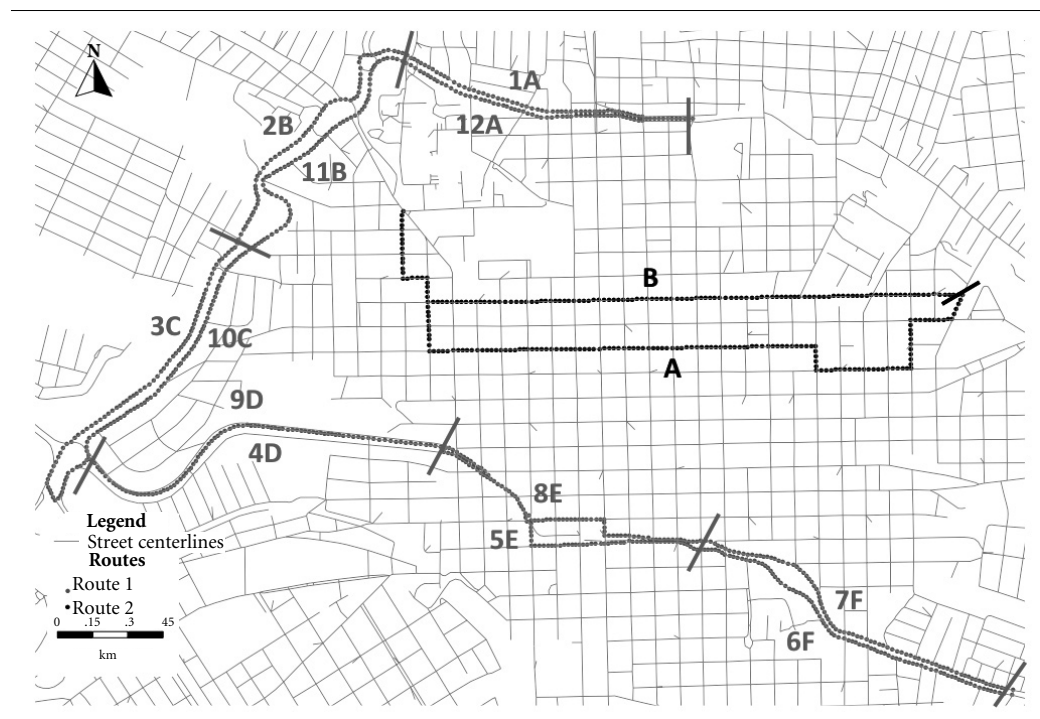 N
1A
12A
2B
11B
B
3C
10C
A
9D
4D
8E
5E
7F
6F
Legend
Street centerlines
Routes
Route 1
Route 2
0 .15 .3 45
km